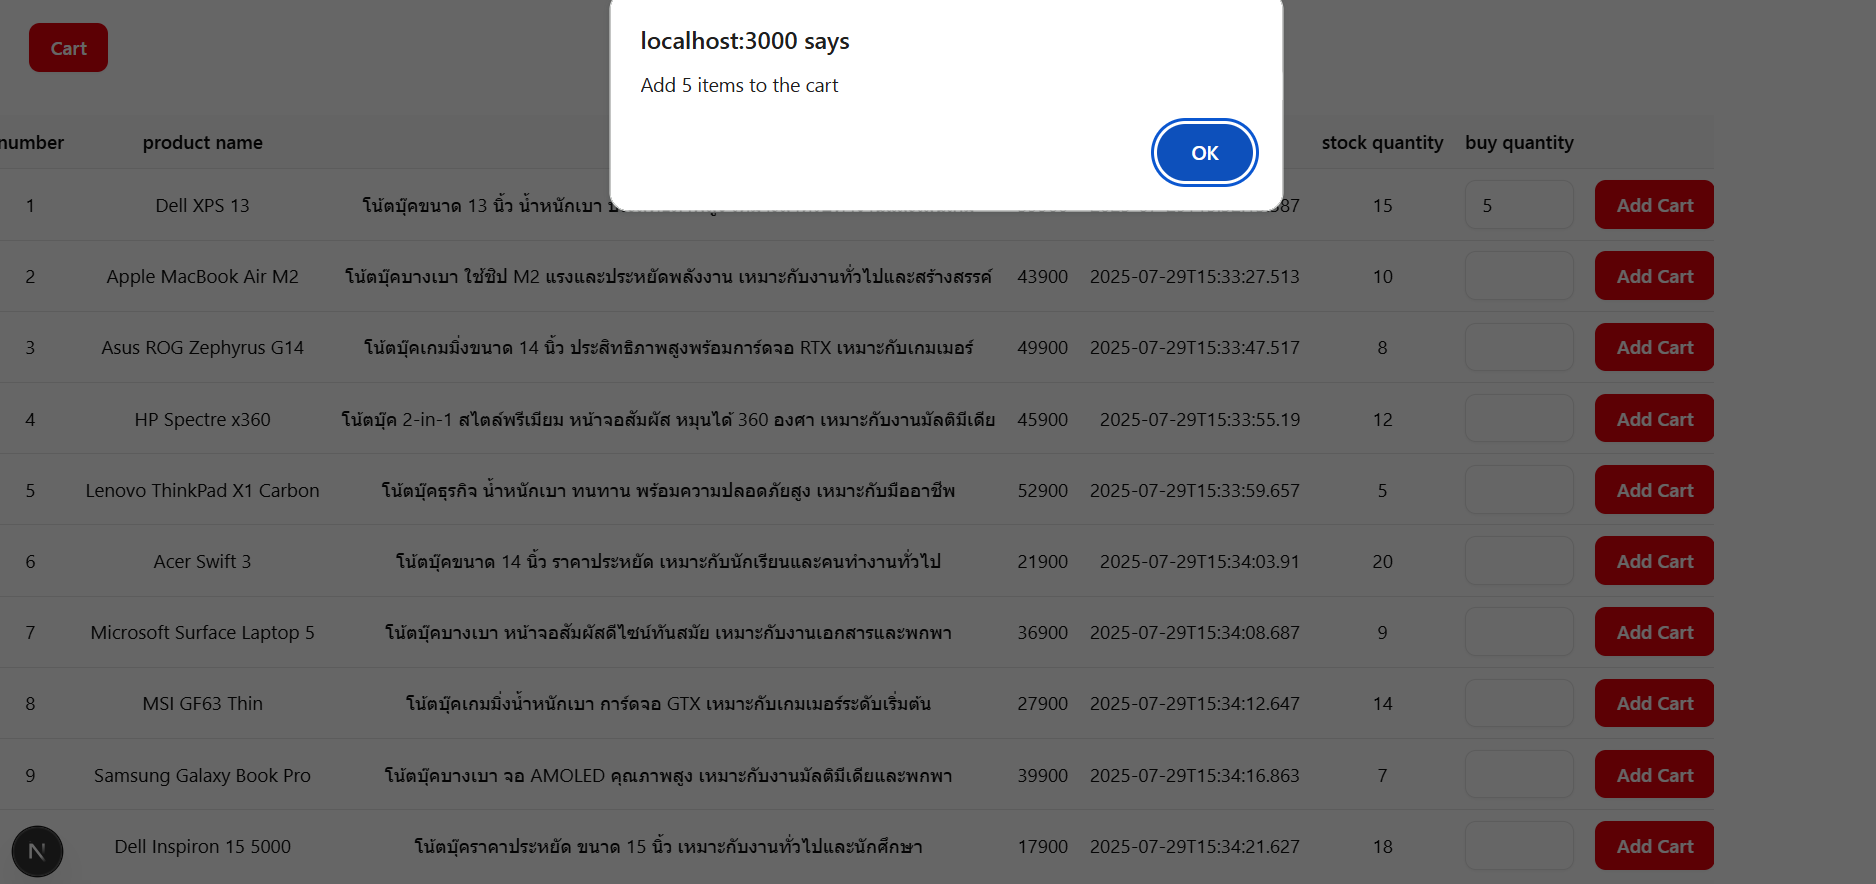 Cart
localhost:3000 says
Add 5 items to the cart
OK
number product name stock quantity buy quantity
1 Dell XPS 13 โน้ตบุ๊คขนาด 13 นิ้ว น้ำหนักเบา 15 5 Add Cart
2 Apple MacBook Air M2 โน้ตบุ๊คบางเบา ใช้ชิป M2 แรงและประหยัดพลังงาน เหมาะกับงานทั่วไปและสร้างสรรค์ 43900 2025-07-29T15:33:27.513 10 Add Cart
3 Asus ROG Zephyrus G14 โน้ตบุ๊คเกมมิ่งขนาด 14 นิ้ว ประสิทธิภาพสูงพร้อมการ์ดจอ RTX เหมาะกับเกมเมอร์ 49900 2025-07-29T15:33:47.517 8 Add Cart
4 HP Spectre x360 โน้ตบุ๊ค 2-in-1 สไตล์พรีเมียม หน้าจอสัมผัส หมุนได้ 360 องศา เหมาะกับงานมัลติมีเดีย 45900 2025-07-29T15:33:55.19 12 Add Cart
5 Lenovo ThinkPad X1 Carbon โน้ตบุ๊คธุรกิจ น้ำหนักเบา ทนทาน พร้อมความปลอดภัยสูง เหมาะกับมืออาชีพ 52900 2025-07-29T15:33:59.657 5 Add Cart
6 Acer Swift 3 โน้ตบุ๊คขนาด 14 นิ้ว ราคาประหยัด เหมาะกับนักเรียนและคนทำงานทั่วไป 21900 2025-07-29T15:34:03.91 20 Add Cart
7 Microsoft Surface Laptop 5 โน้ตบุ๊คบางเบา หน้าจอสัมผัสดีไซน์ทันสมัย เหมาะกับงานเอกสารและพกพา 36900 2025-07-29T15:34:08.687 9 Add Cart
8 MSI GF63 Thin โน้ตบุ๊คเกมมิ่งน้ำหนักเบา การ์ดจอ GTX เหมาะกับเกมเมอร์ระดับเริ่มต้น 27900 2025-07-29T15:34:12.647 14 Add Cart
9 Samsung Galaxy Book Pro โน้ตบุ๊คบางเบา จอ AMOLED คุณภาพสูง เหมาะกับงานมัลติมีเดียและพกพา 39900 2025-07-29T15:34:16.863 7 Add Cart
Dell Inspiron 15 5000 โน้ตบุ๊คราคาประหยัด ขนาด 15 นิ้ว เหมาะกับงานทั่วไปและนักศึกษา 17900 2025-07-29T15:34:21.627 18 Add Cart
N